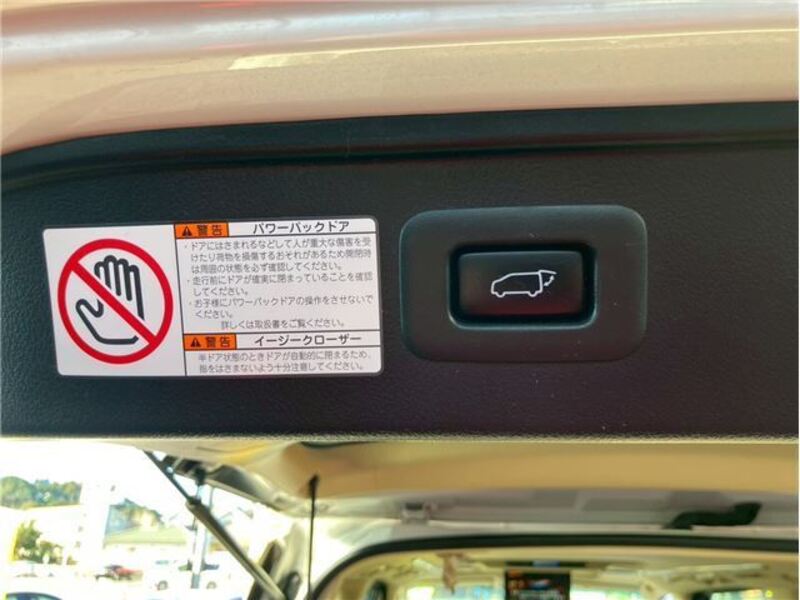 警告 パワーバックドア
・ドアにはさまれるなどして人が重大な傷害を受
けたり荷物を損傷するおそれがあるため開閉時
は周囲の状態を必ず確認してください。
・走行前にドアが確実に閉まっていることを確認
してください。
・お子様にパワーバックドアの操作をさせないで
ください。
詳しくは取扱書をご覧ください。
警告 イージークローザー
半ドア状態のときドアが自動的に閉まるため、
指をはさまないよう十分注意してください。